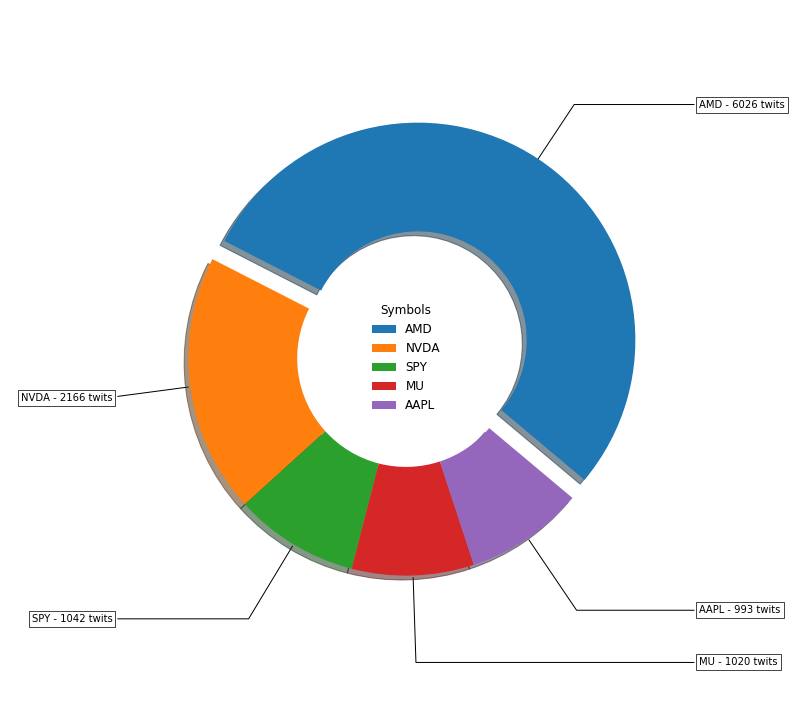 AMD - 6026 twits
Symbols
AMD
NVDA
SPY
MU
AAPL
NVDA - 2166 twits
SPY - 1042 twits
AAPL - 993 twits
MU - 1020 twits